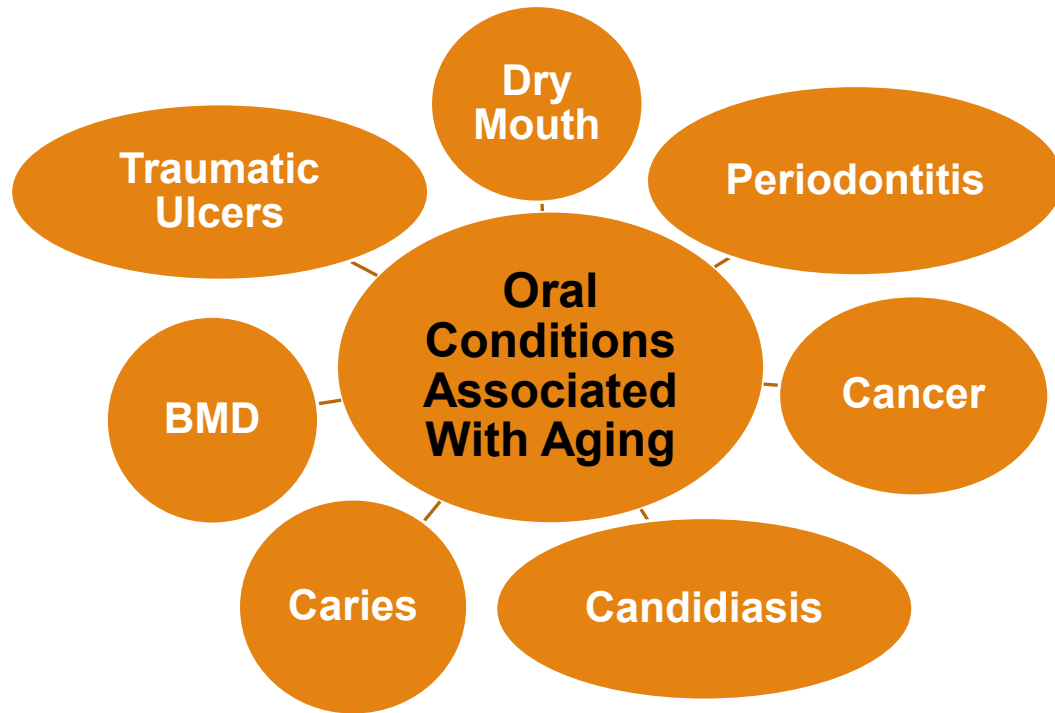 Dry
Mouth
Periodontitis
Cancer
Candidiasis
Caries
BMD
Traumatic
Ulcers
Oral
Conditions
Associated
With Aging